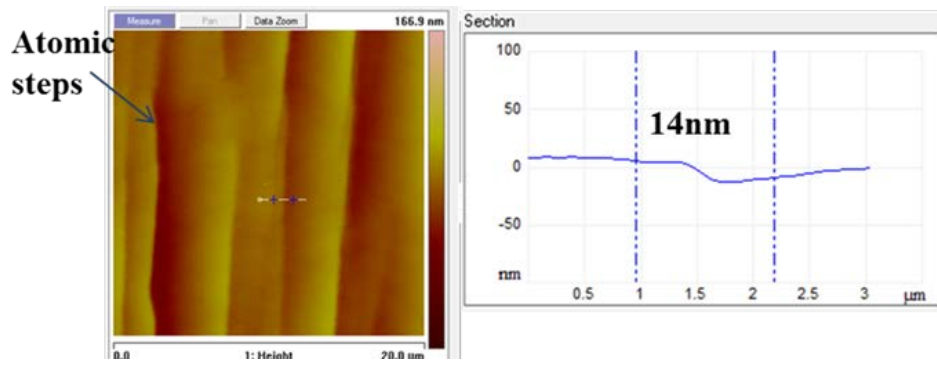 Measure
Pan
Data Zoom
166.9 nm
Atomic
steps
0.0
1: Height
20.0 um
Section
100
50
0
-50
nm
14nm
0.5
1
1.5
2
2.5
3
µm